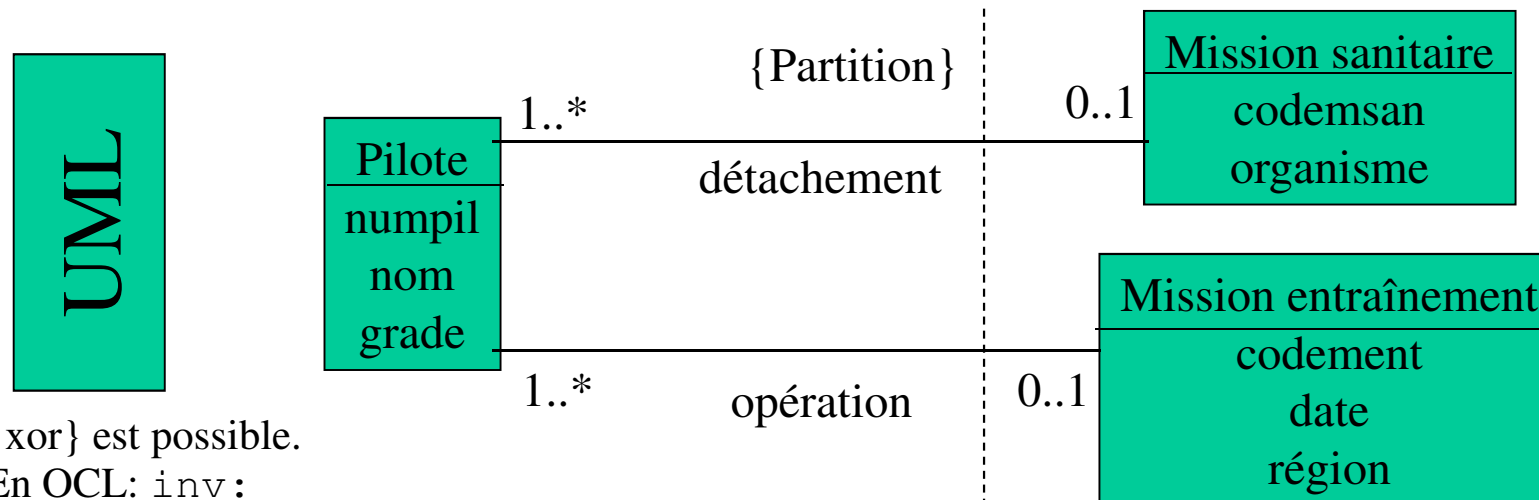 UML
Pilote
numpil
nom
grade
1..*
{Partition}
détachement
0..1
Mission sanitaire
codemsan
organisme
1..*
opération
0..1
Mission entraînement
codement
date
région
xor} est possible.
En OCL: inv: